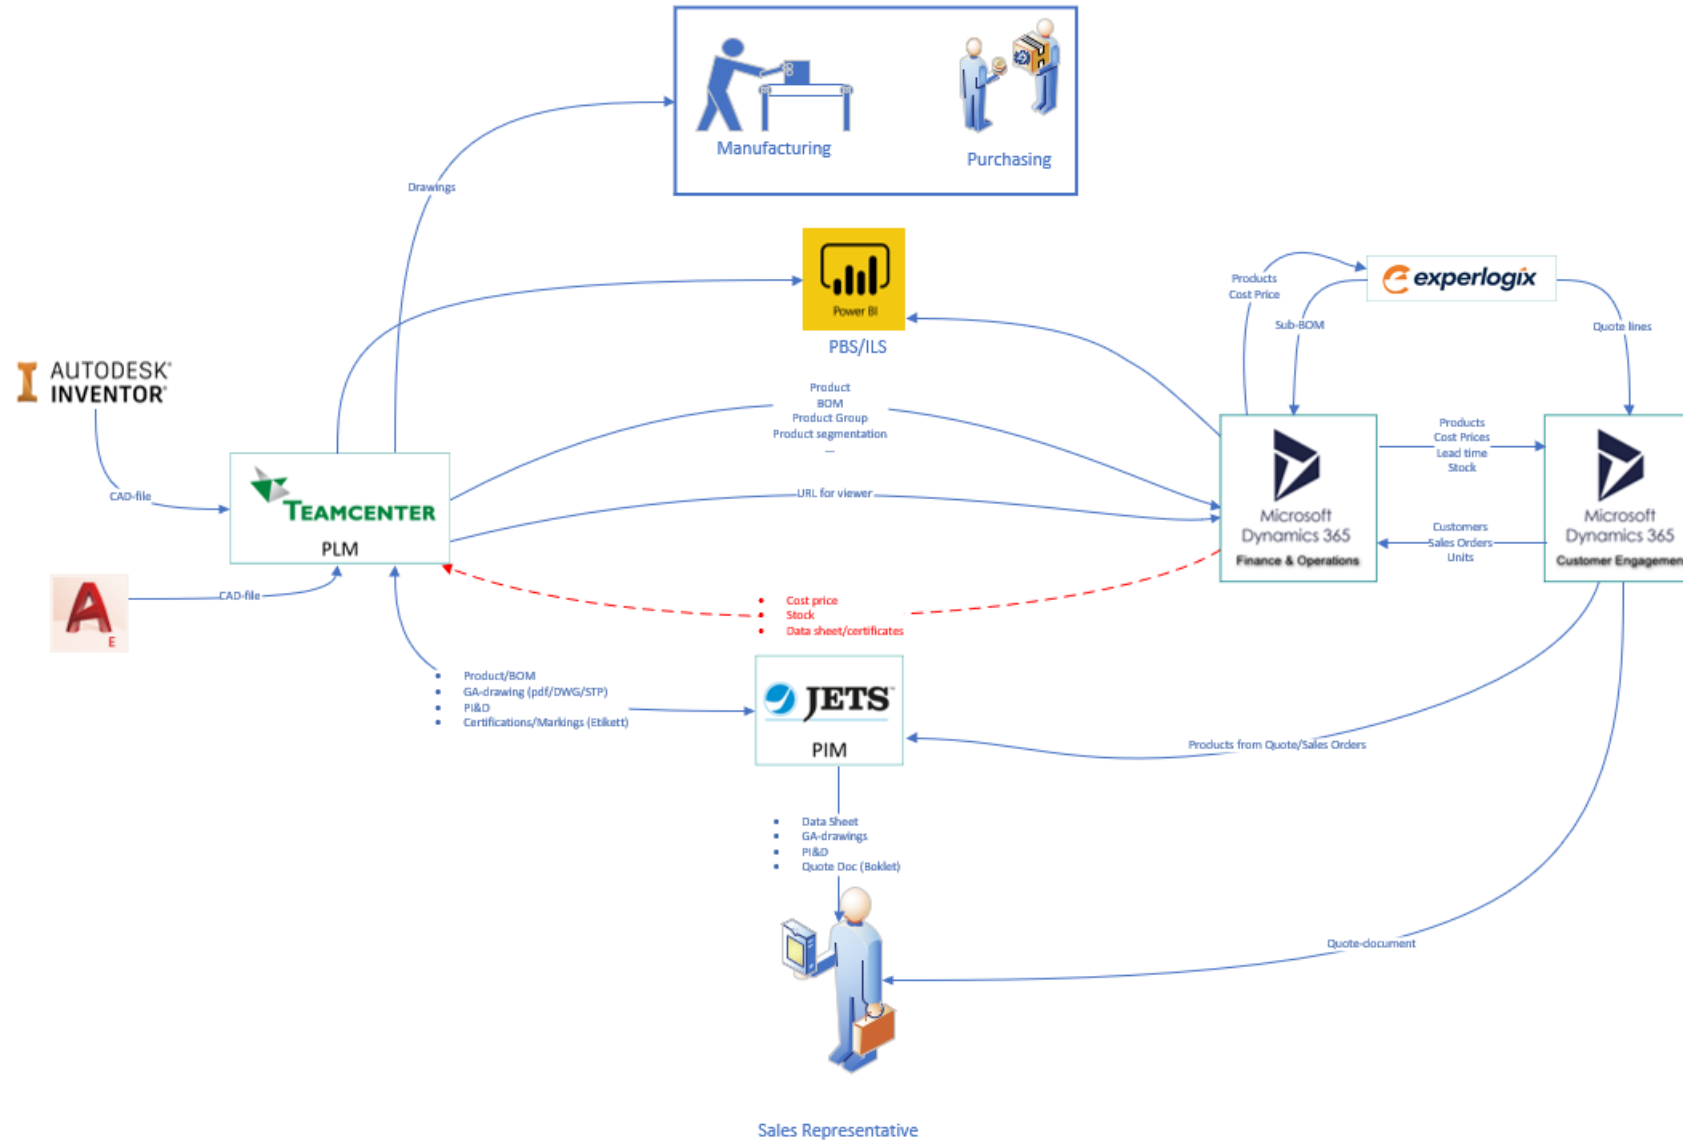 Manufacturing
Purchasing
Drawings
Power BI
PBS/ILS
Products
Cost Price
experlogix
Sub-BOM
Quote lines
AUTODESK®
INVENTOR®
CAD-file
TEAMCENTER
PLM
Product
BOM
Product Group
Product segmentation
...
URL for viewer
Microsoft
Dynamics 365
Finance & Operations
Products
Cost Prices
Lead time
Stock
Customers
Sales Orders
Units
Microsoft
Dynamics 365
Customer Engagemen
A
E
CAD-file
• Cost price
• Stock
• Data sheet/certificates
• Product/BOM
• GA-drawing (pdf/DWG/STP)
• PI&D
• Certifications/Markings (Etikett)
JETS™
PIM
Products from Quote/Sales Orders
▪ Data Sheet
▪ GA-drawings
▪ PI&D
▪ Quote Doc (Boklet)
Quote-document
Sales Representative